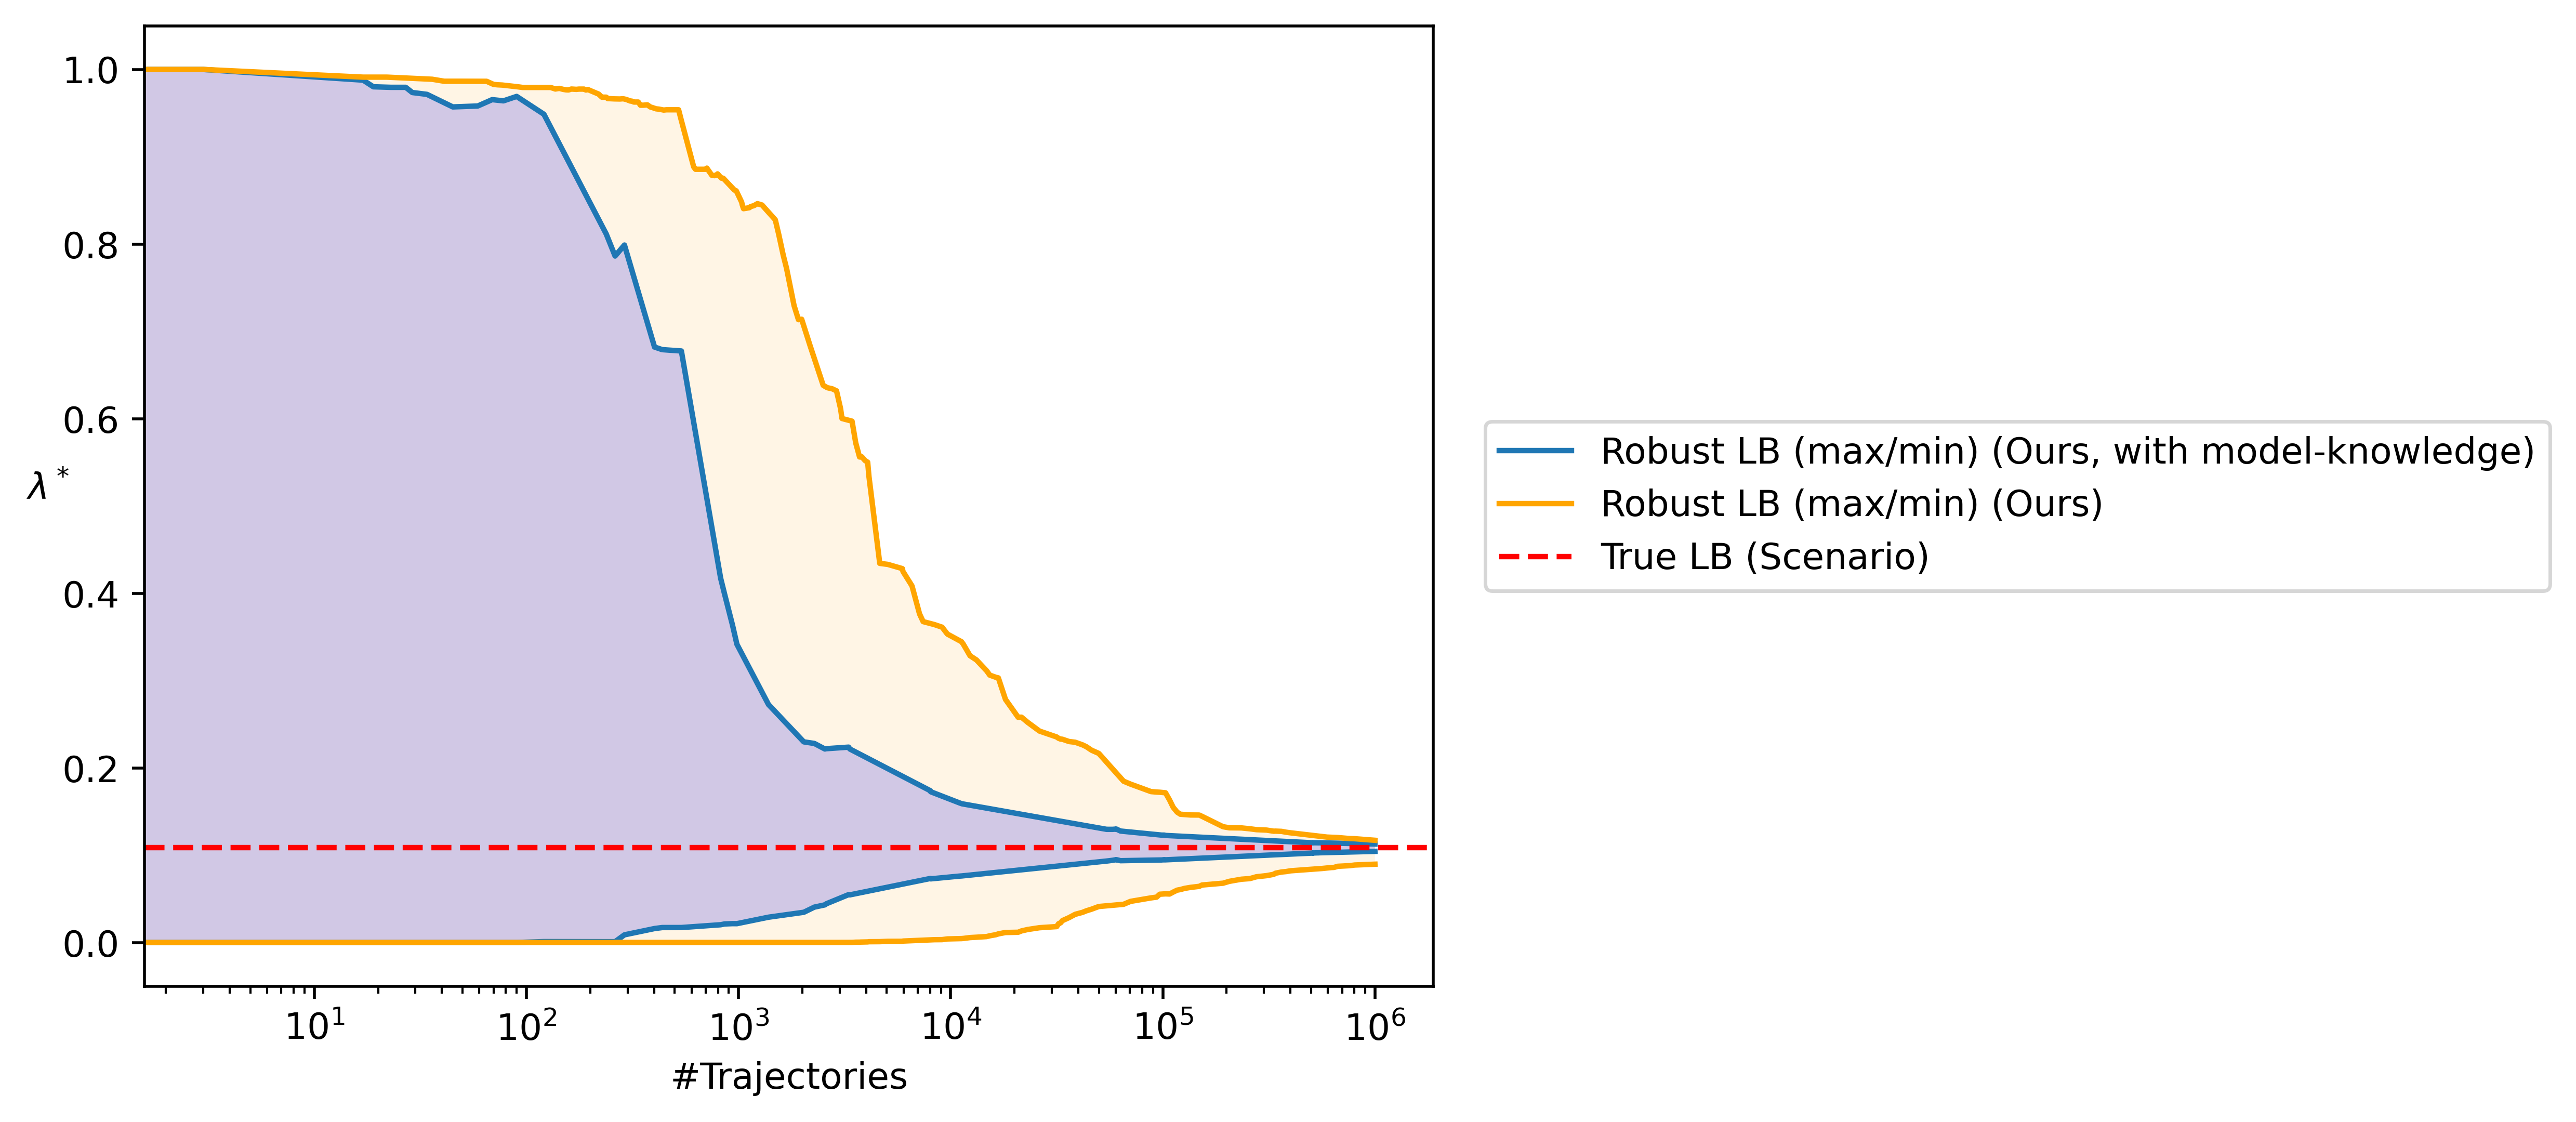 1.0
0.8
0.6
0.4
0.2
0.0
λ*
10¹ 10² 10³ 10⁴ 10⁵ 10⁶
#Trajectories
Robust LB (max/min) (Ours, with model-knowledge)
Robust LB (max/min) (Ours)
True LB (Scenario)